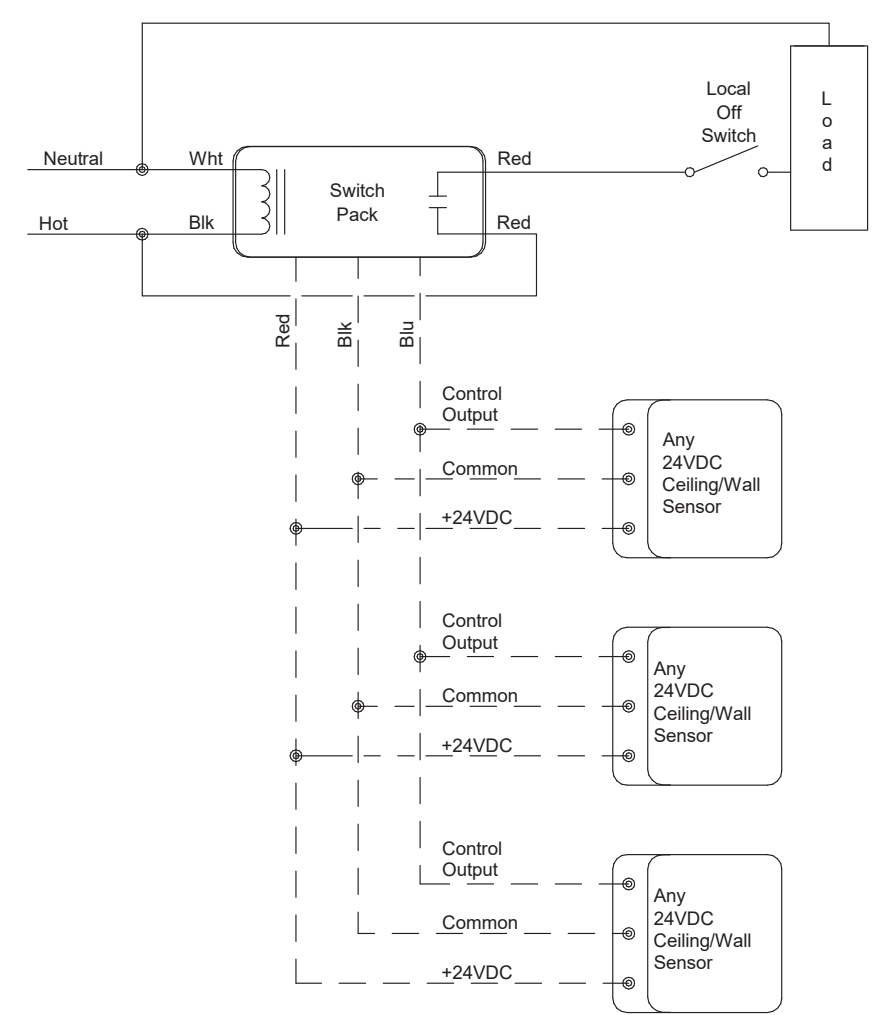 Local
Off
Switch
L
o
a
d
Neutral
Wht
Red
Switch
Pack
Hot
Blk
Red
Red
Blk
Blu
Control
Output
Common
+24VDC
Any
24VDC
Ceiling/Wall
Sensor
Control
Output
Common
+24VDC
Any
24VDC
Ceiling/Wall
Sensor
Control
Output
Common
+24VDC
Any
24VDC
Ceiling/Wall
Sensor